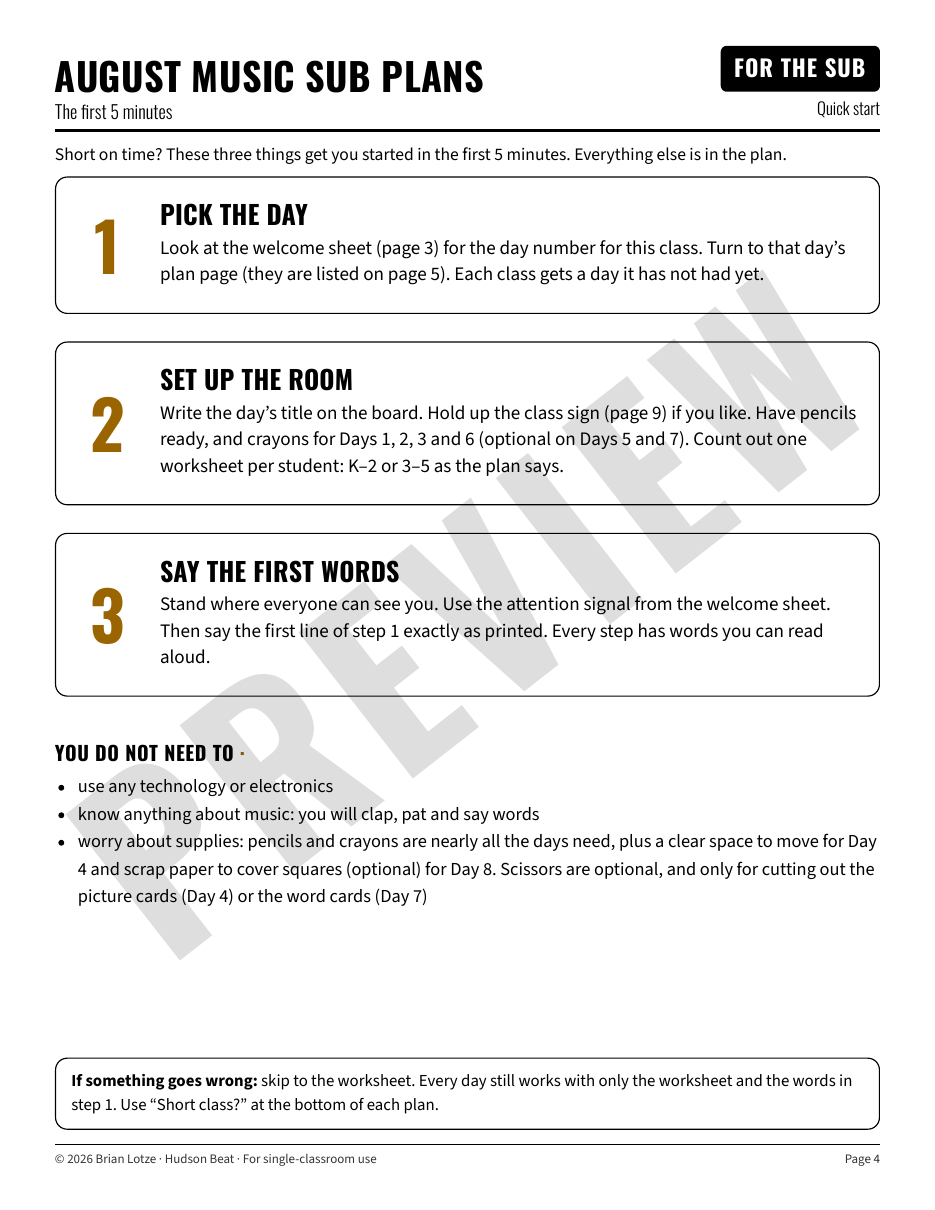 AUGUST MUSIC SUB PLANS
FOR THE SUB
The first 5 minutes
Quick start
Short on time? These three things get you started in the first 5 minutes. Everything else is in the plan.
1
PICK THE DAY
Look at the welcome sheet (page 3) for the day number for this class. Turn to that day’s
plan page (they are listed on page 5). Each class gets a day it has not had yet.
2
SET UP THE ROOM
Write the day’s title on the board. Hold up the class sign (page 9) if you like. Have pencils
ready, and crayons for Days 1, 2, 3 and 6 (optional on Days 5 and 7). Count out one
worksheet per student: K–2 or 3–5 as the plan says.
3
SAY THE FIRST WORDS
Stand where everyone can see you. Use the attention signal from the welcome sheet.
Then say the first line of step 1 exactly as printed. Every step has words you can read
aloud.
PREVIEW
YOU DO NOT NEED TO ·
• use any technology or electronics
• know anything about music: you will clap, pat and say words
• worry about supplies: pencils and crayons are nearly all the days need, plus a clear space to move for Day
4 and scrap paper to cover squares (optional) for Day 8. Scissors are optional, and only for cutting out the
picture cards (Day 4) or the word cards (Day 7)
If something goes wrong: skip to the worksheet. Every day still works with only the worksheet and the words in
step 1. Use “Short class?” at the bottom of each plan.
© 2026 Brian Lotze · Hudson Beat · For single-classroom use
Page 4